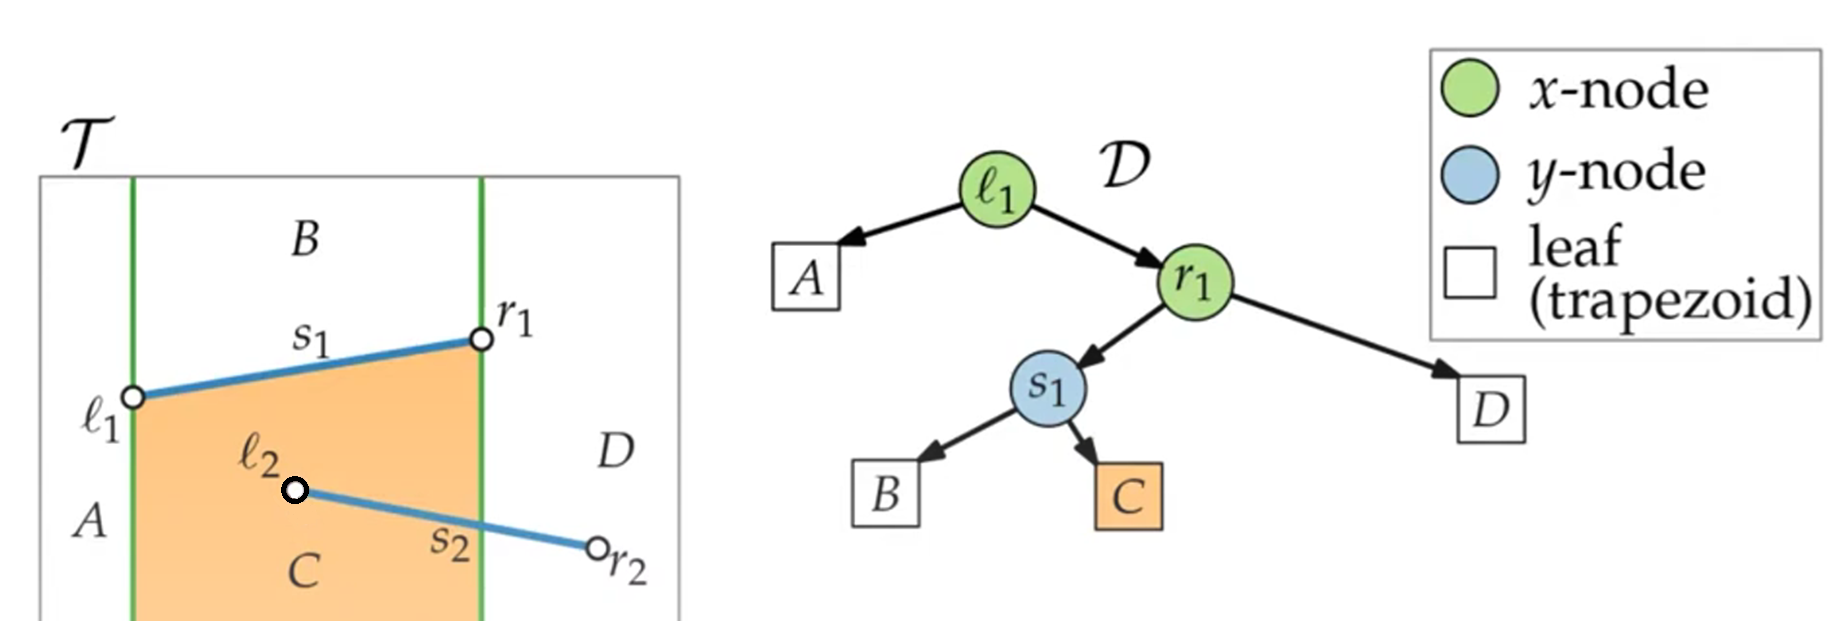 𝒯
B
s₁
r₁
ℓ₁
ℓ₂
D
A
s₂
C
r₂
𝒟
ℓ₁
A
r₁
s₁
D
B
C
x-node
y-node
leaf
(trapezoid)